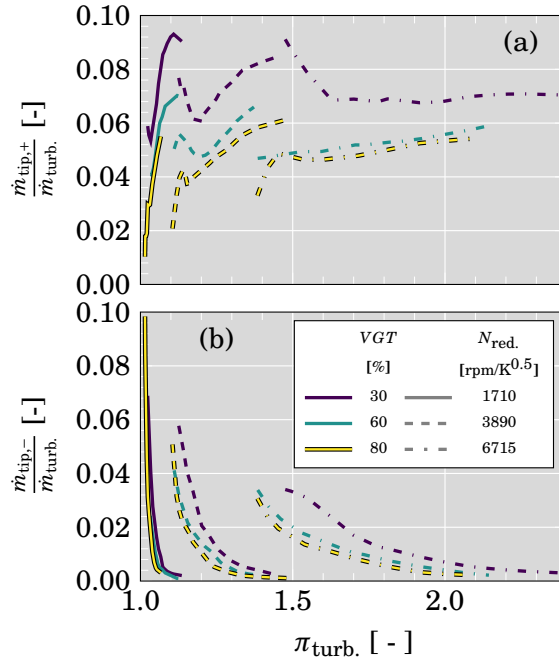 0.10
0.08
0.06
0.04
0.02
0.00
ṁtip,+ / ṁturb. [-]
(a)
0.10
0.08
0.06
0.04
0.02
0.00
ṁtip,− / ṁturb. [-]
(b)
VGT Nred.
[%] [rpm/K^0.5]
30 1710
60 3890
80 6715
1.0 1.5 2.0
πturb. [ - ]